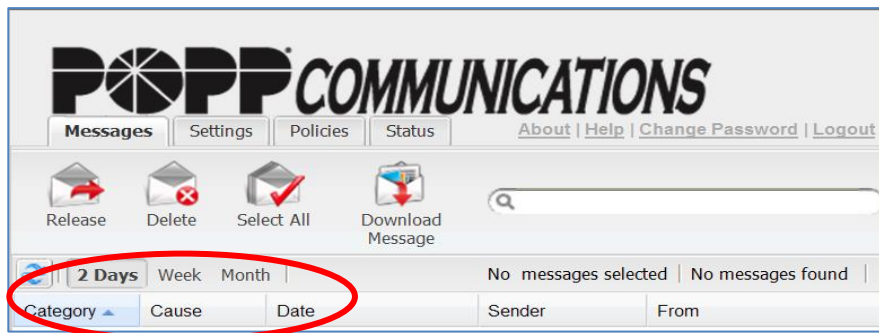 POPP COMMUNICATIONS
Messages Settings Policies Status About | Help | Change Password | Logout
Release Delete Select All Download
Message
2 Days Week Month No messages selected | No messages found
Category Cause Date Sender From